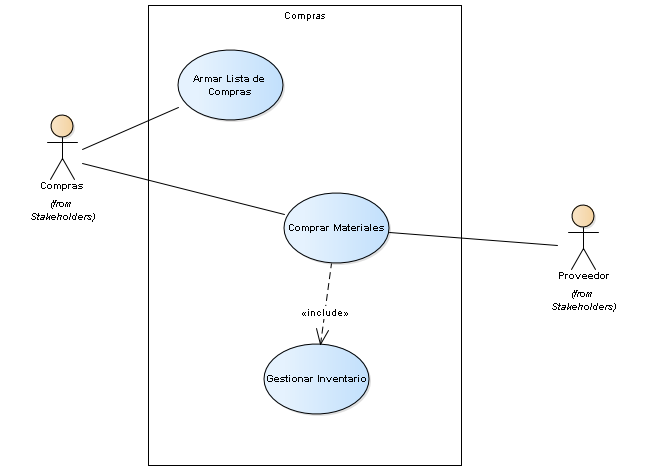 Compras
Armar Lista de
Compras
Compras
(from
Stakeholders)
Comprar Materiales
Proveedor
(from
Stakeholders)
«include»
Gestionar Inventario